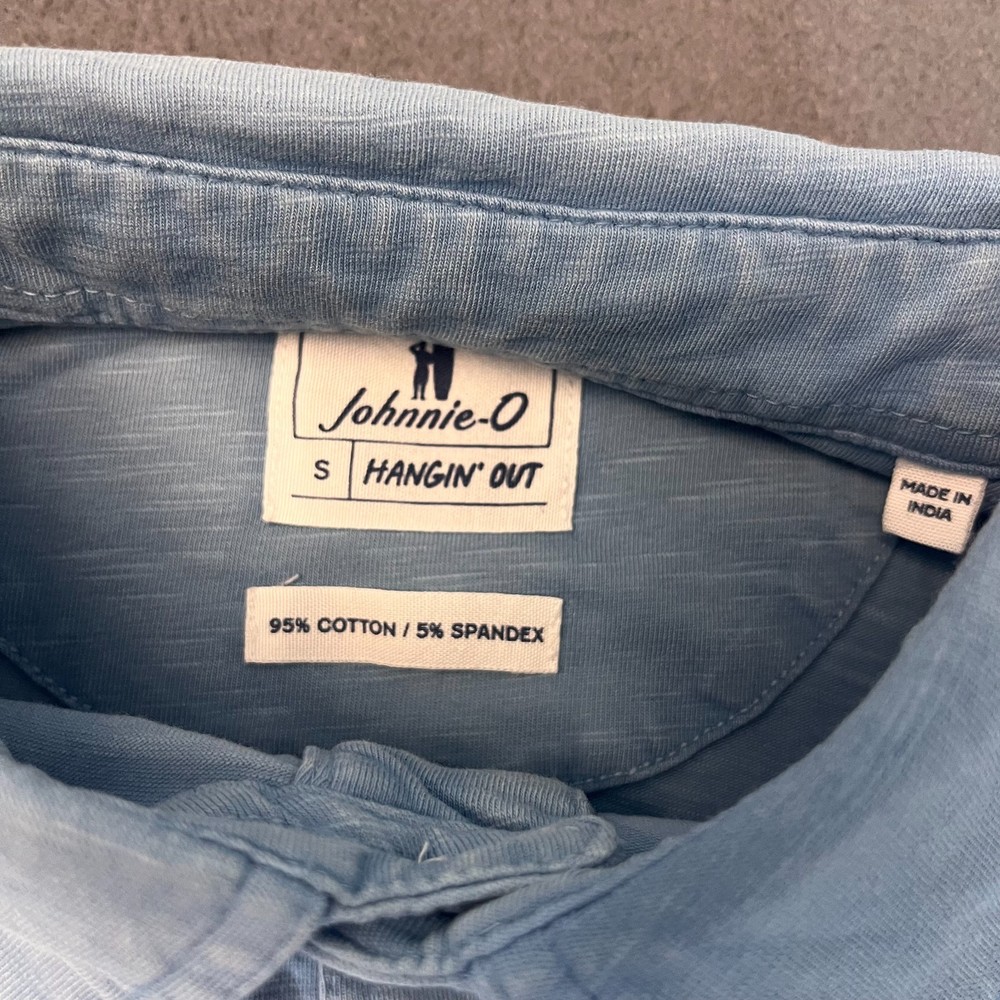 Johnnie-O
S HANGIN' OUT
MADE IN
INDIA
95% COTTON / 5% SPANDEX